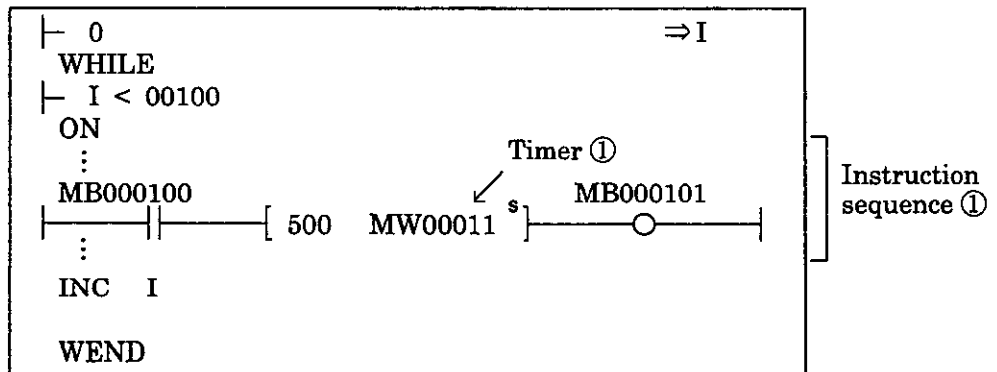 0 ⇒ I
WHILE
I < 00100
ON
Timer ①
MB000100
500 MW00011 s
MB000101
Instruction
sequence ①
INC I
WEND